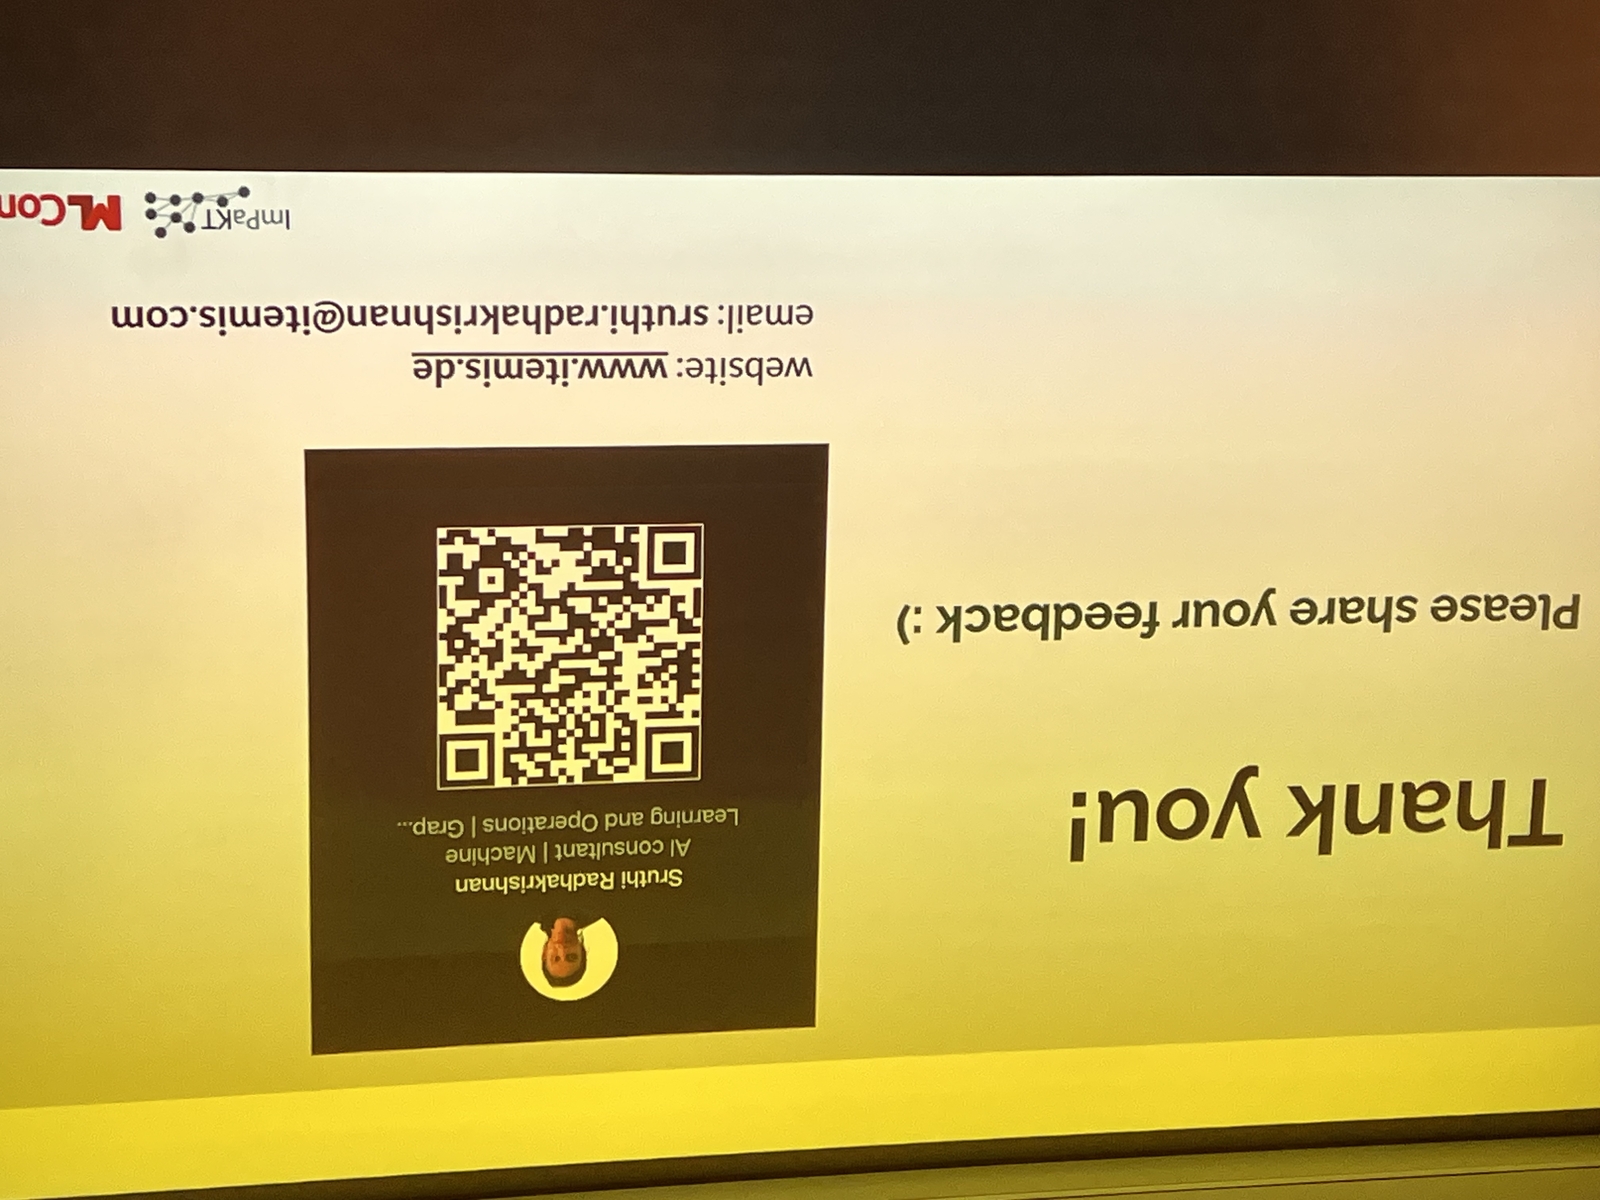 Thank you!
Please share your feedback :)
Sruthi Radhakrishnan
AI consultant | Machine
Learning and Operations | Grap...
website: www.itemis.de
email: sruthi.radhakrishnan@itemis.com
ImPaKT
MLCon